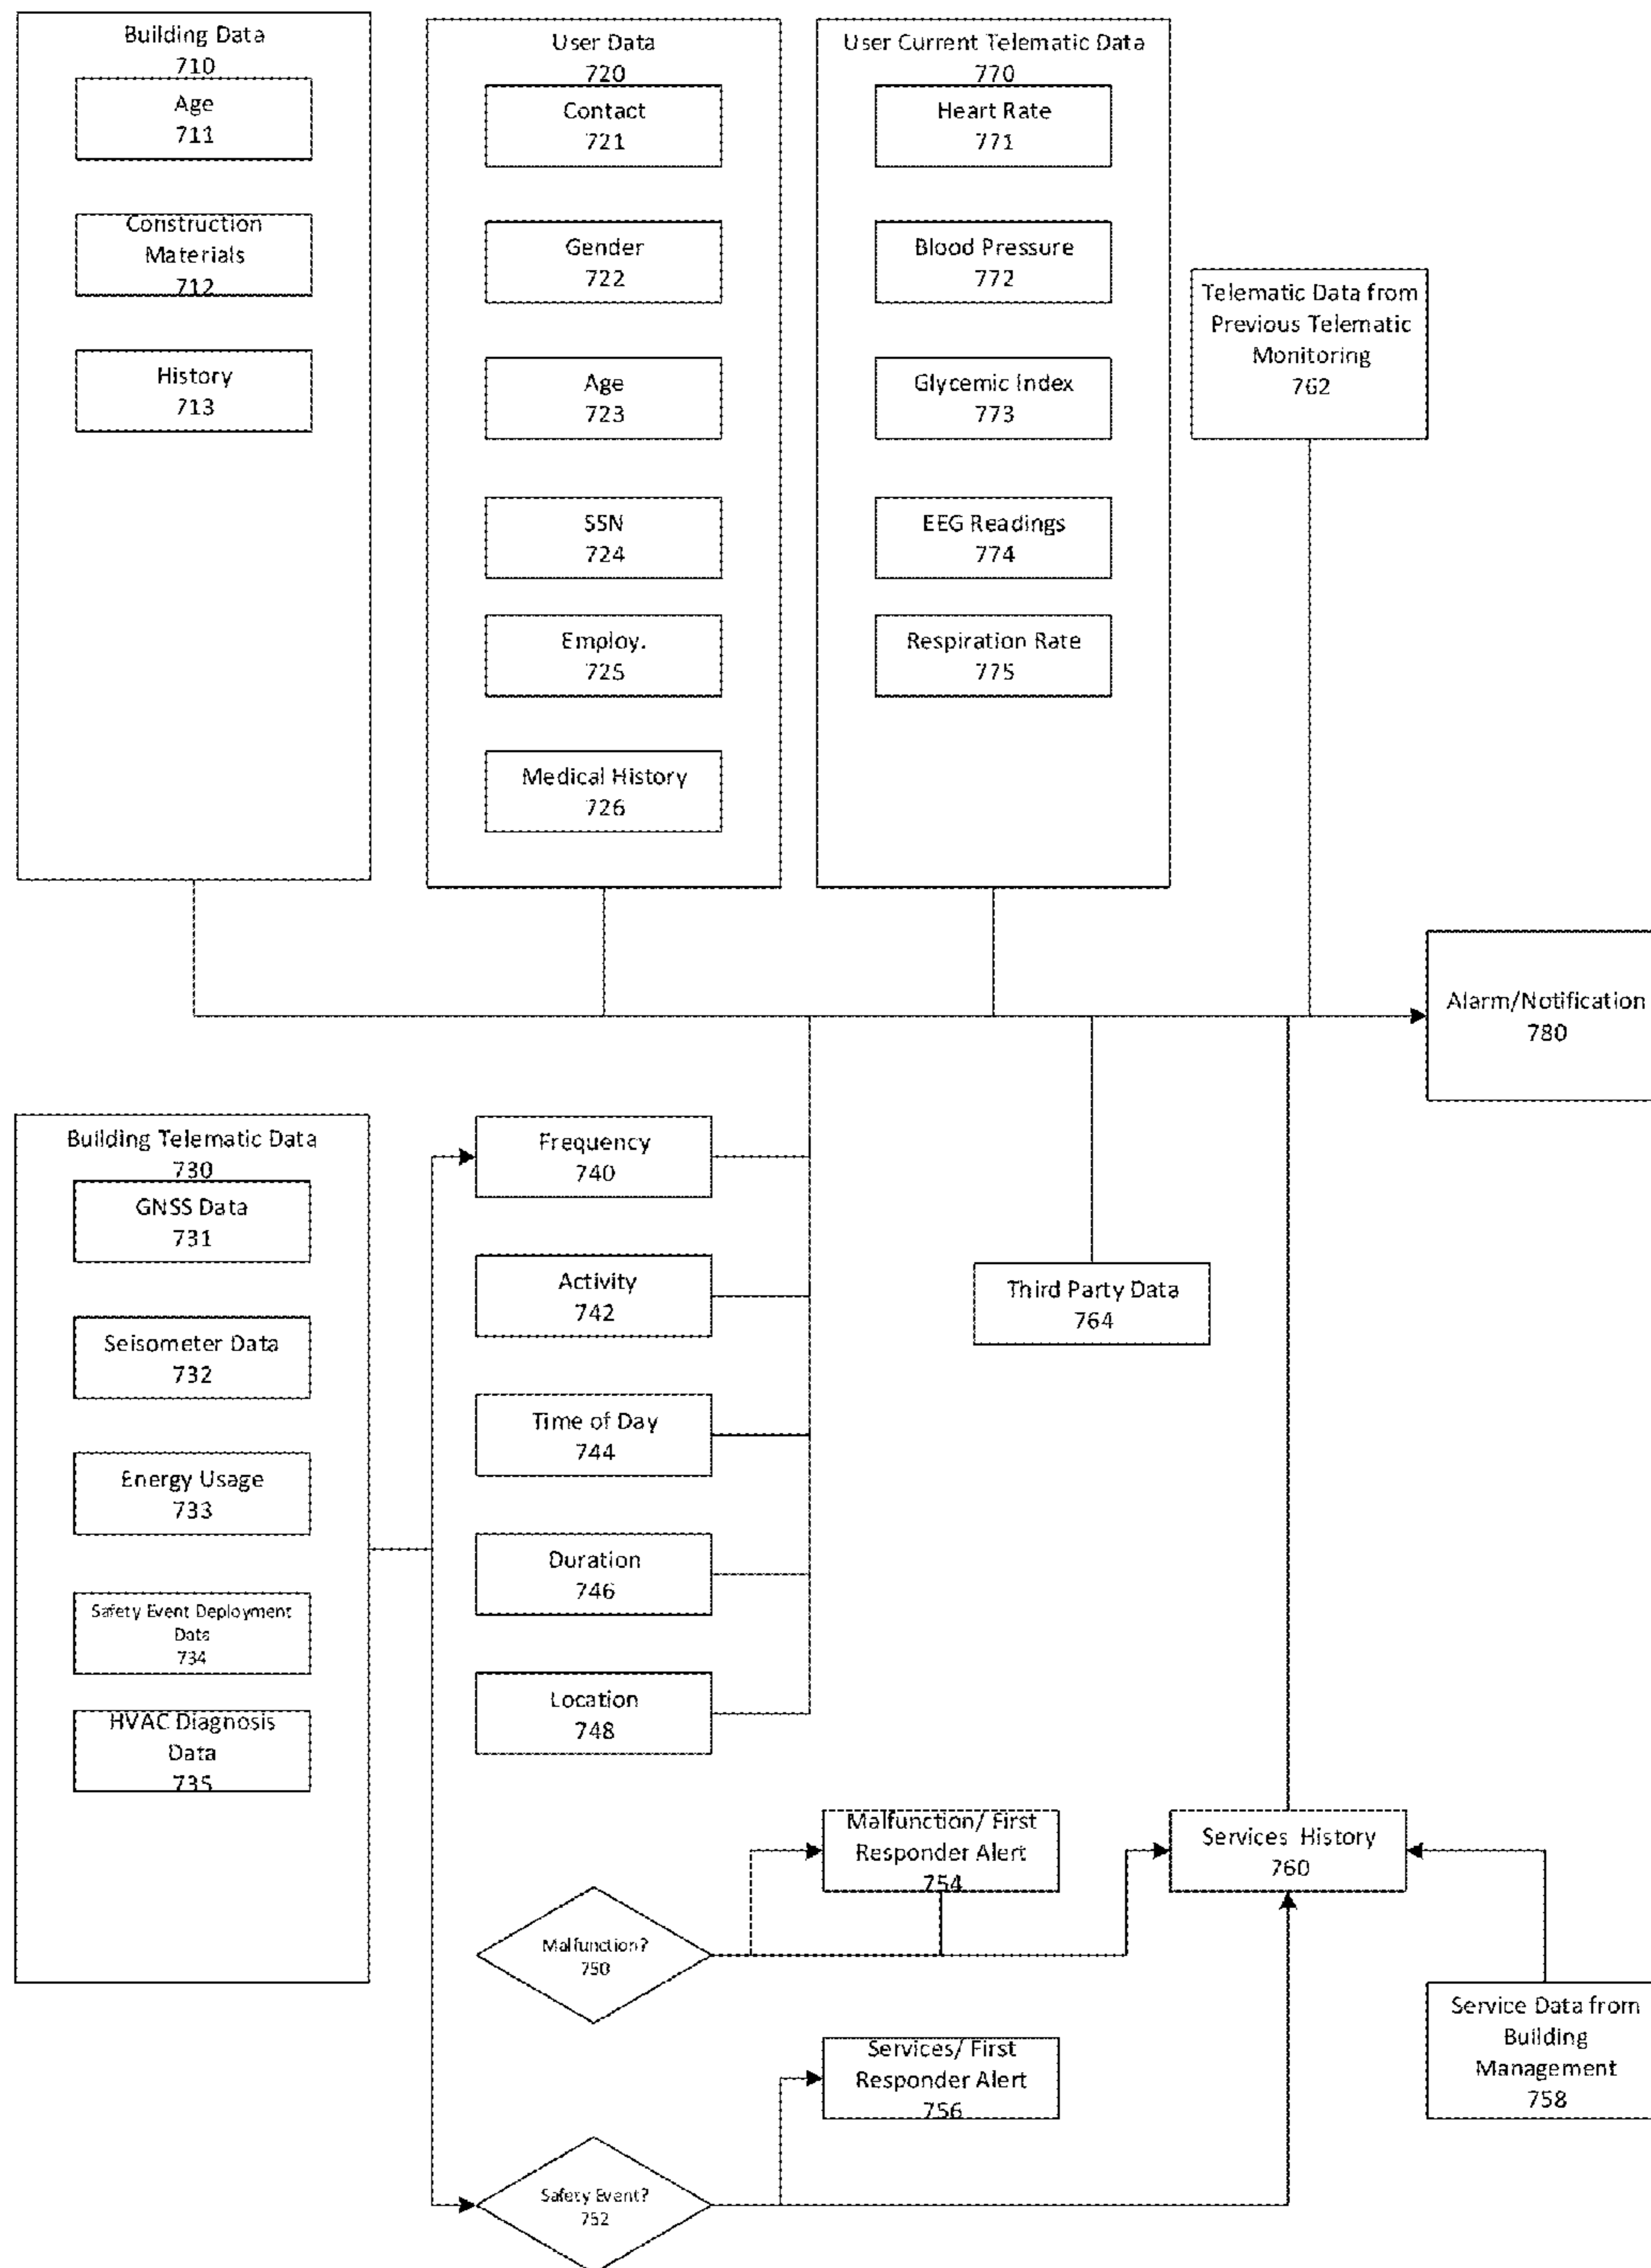 Building Data
710
Age
711
Construction
Materials
712
History
713
User Data
720
Contact
721
Gender
722
Age
723
SSN
724
Employ.
725
Medical History
726
User Current Telematic Data
770
Heart Rate
771
Blood Pressure
772
Glycemic Index
773
EEG Readings
774
Respiration Rate
775
Telematic Data from
Previous Telematic
Monitoring
762
Alarm/Notification
780
Building Telematic Data
730
GNSS Data
731
Seisometer Data
732
Energy Usage
733
Safety Event Deployment
Data
734
HVAC Diagnosis
Data
735
Frequency
740
Activity
742
Time of Day
744
Duration
746
Location
748
Third Party Data
764
Malfunction/ First
Responder Alert
754
Services History
760
Malfunction?
750
Services/ First
Responder Alert
756
Service Data from
Building
Management
758
Safety Event?
752